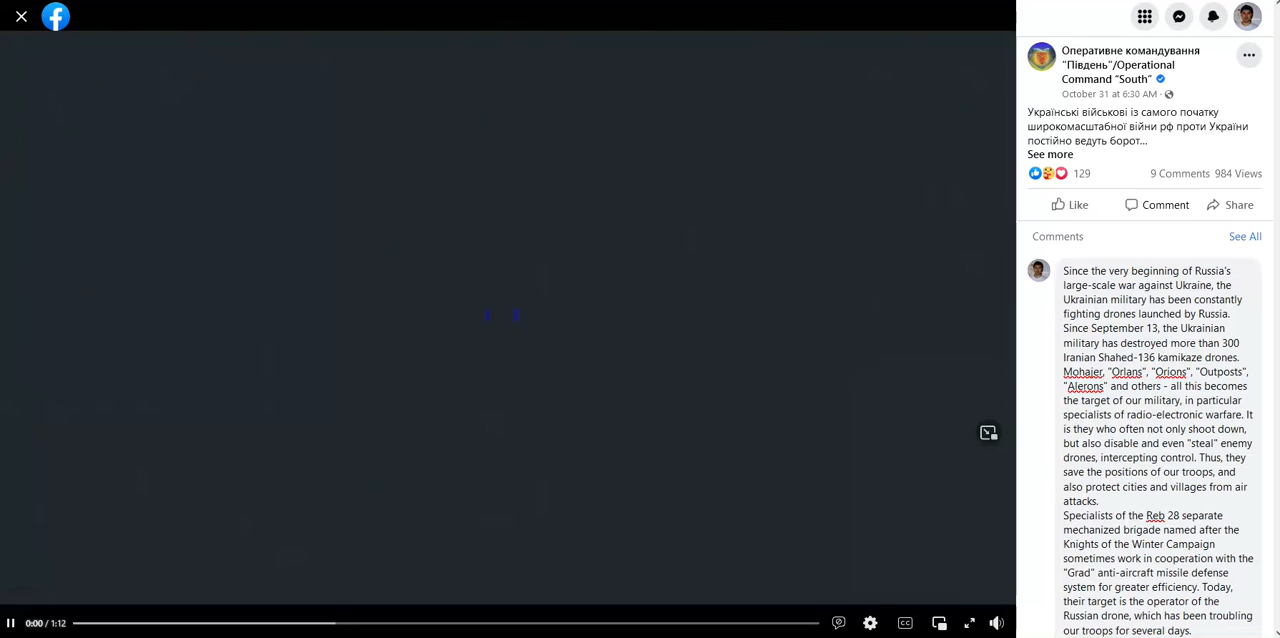 Оперативне командування
"Південь"/Operational
Command "South"
October 31 at 6:30 AM ·
Українські військові із самого початку
широкомасштабної війни рф проти України
постійно ведуть борот...
See more
129
9 Comments 984 Views
Like
Comment
Share
Comments
See All
Since the very beginning of Russia's
large-scale war against Ukraine, the
Ukrainian military has been constantly
fighting drones launched by Russia.
Since September 13, the Ukrainian
military has destroyed more than 300
Iranian Shahed-136 kamikaze drones.
Mohajer, "Orlans", "Orions", "Outposts",
"Alerons" and others - all this becomes
the target of our military, in particular
specialists of radio-electronic warfare. It
is they who often not only shoot down,
but also disable and even "steal" enemy
drones, intercepting control. Thus, they
save the positions of our troops, and
also protect cities and villages from air
attacks.
Specialists of the Reb 28 separate
mechanized brigade named after the
Knights of the Winter Campaign
sometimes work in cooperation with the
"Grad" anti-aircraft missile defense
system for greater efficiency. Today,
their target is the operator of the
Russian drone, which has been troubling
our troops for several days.
0:00 / 1:12
CC